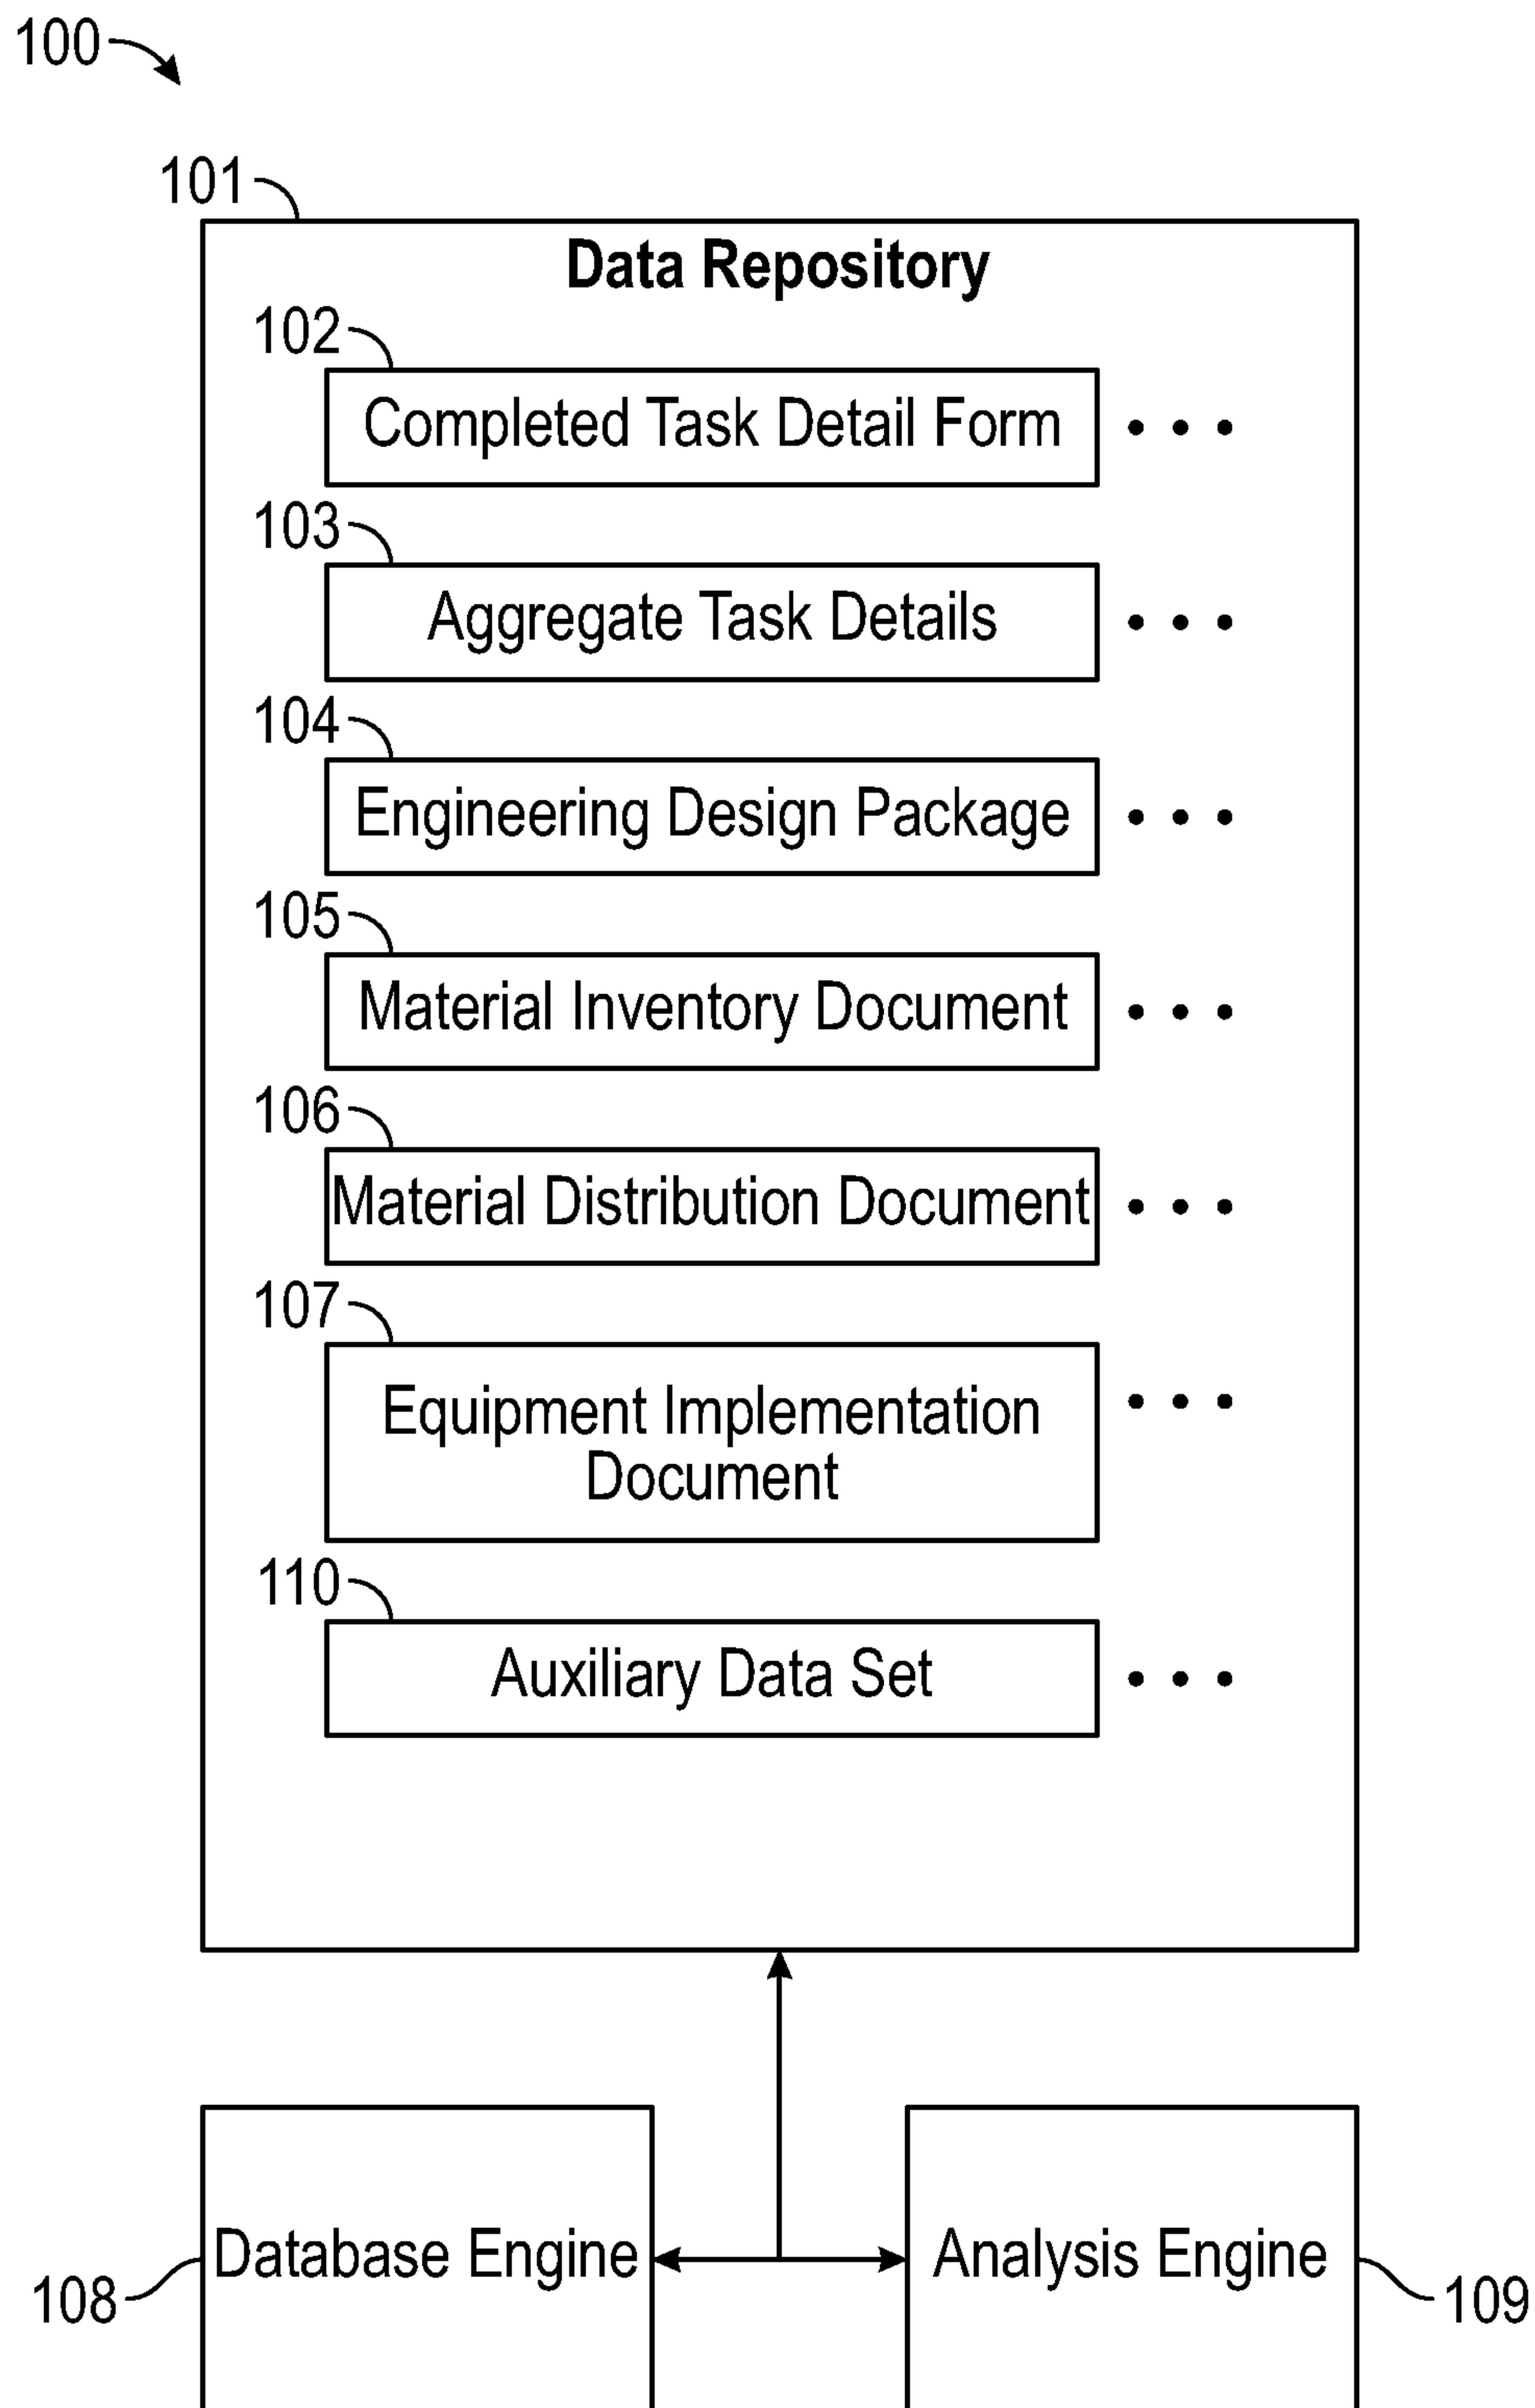 100
101
Data Repository
102
Completed Task Detail Form
103
Aggregate Task Details
104
Engineering Design Package
105
Material Inventory Document
106
Material Distribution Document
107
Equipment Implementation
Document
110
Auxiliary Data Set
Database Engine
Analysis Engine
108
109